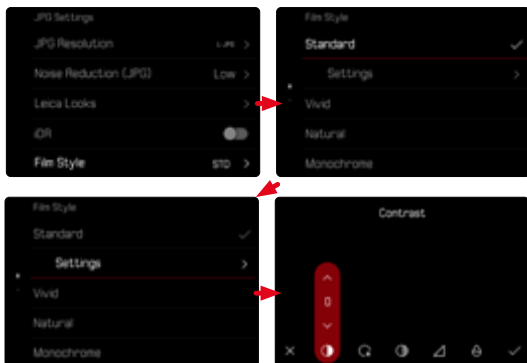 JPG Settings
JPG Resolution L-JPG
Noise Reduction (JPG) Low
Leica Looks
iDR
Film Style STD
Film Style
Standard
Settings
Vivid
Natural
Monochrome
Film Style
Standard
Settings
Vivid
Natural
Monochrome
Contrast
0